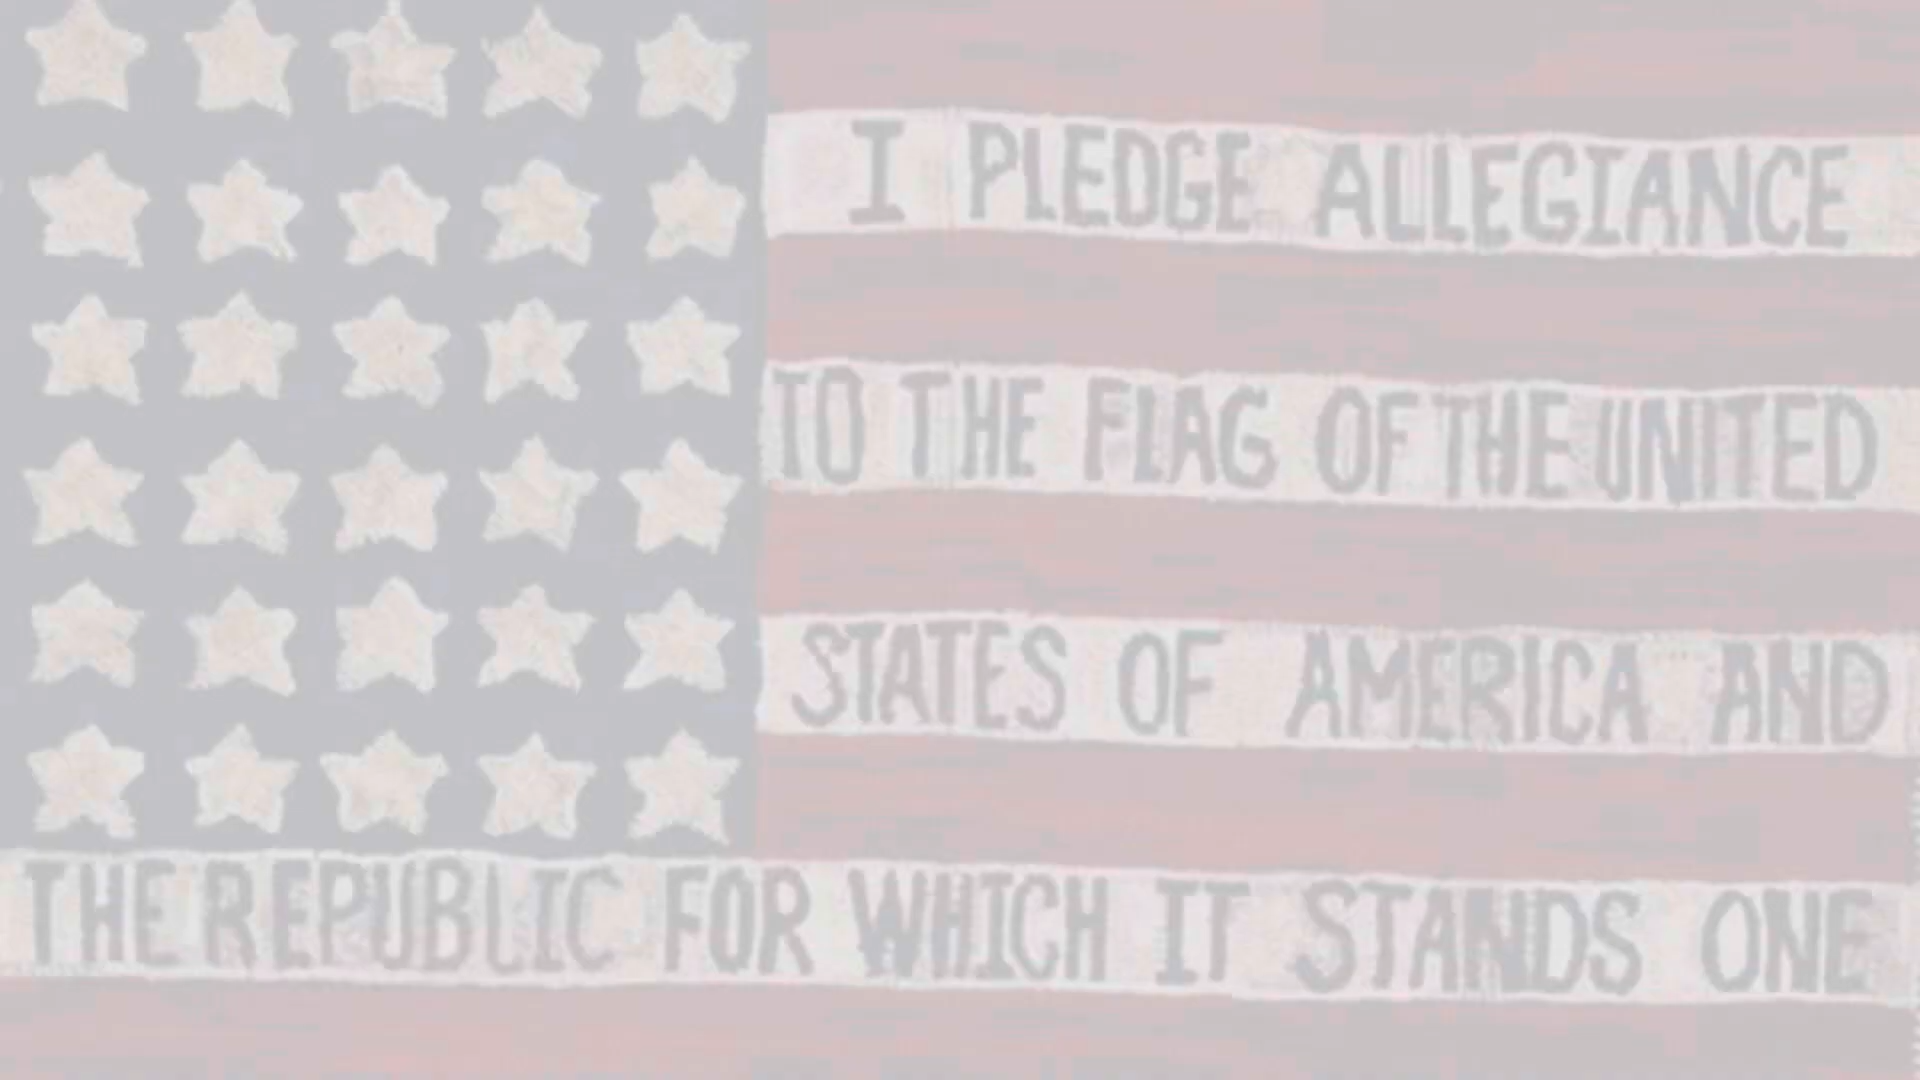 I PLEDGE ALLEGIANCE
TO THE FLAG OF THE UNITED
STATES OF AMERICA AND
THE REPUBLIC FOR WHICH IT STANDS ONE